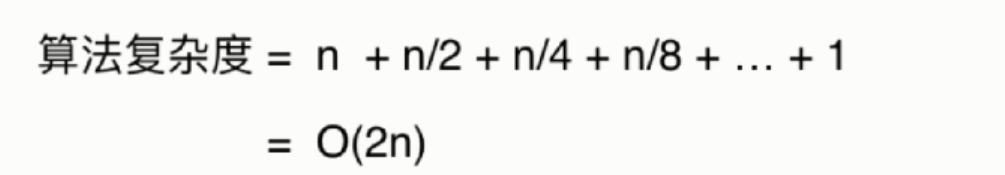 算法复杂度 = n + n/2 + n/4 + n/8 + … + 1
= O(2n)